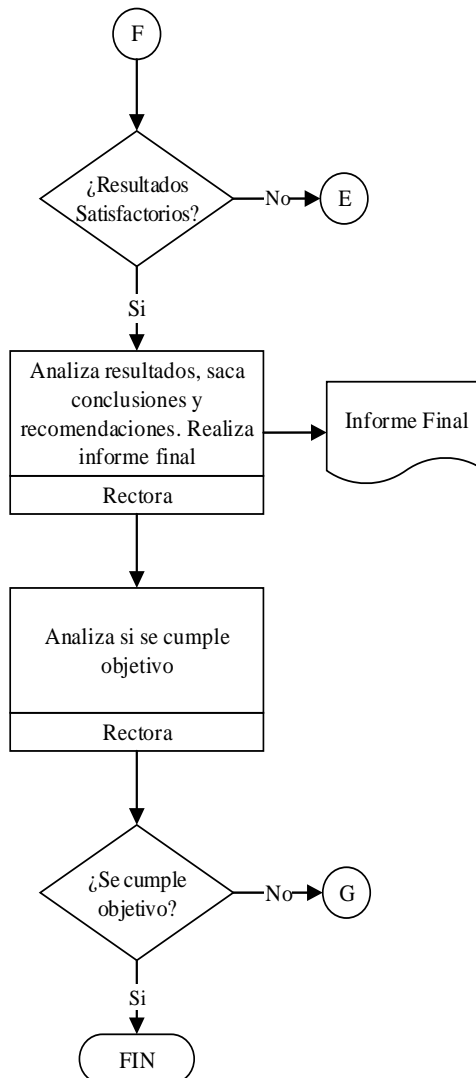 F
¿Resultados
Satisfactorios?
No
E
Si
Analiza resultados, saca
conclusiones y
recomendaciones. Realiza
informe final
Rectora
Informe Final
Analiza si se cumple
objetivo
Rectora
¿Se cumple
objetivo?
No
G
Si
FIN